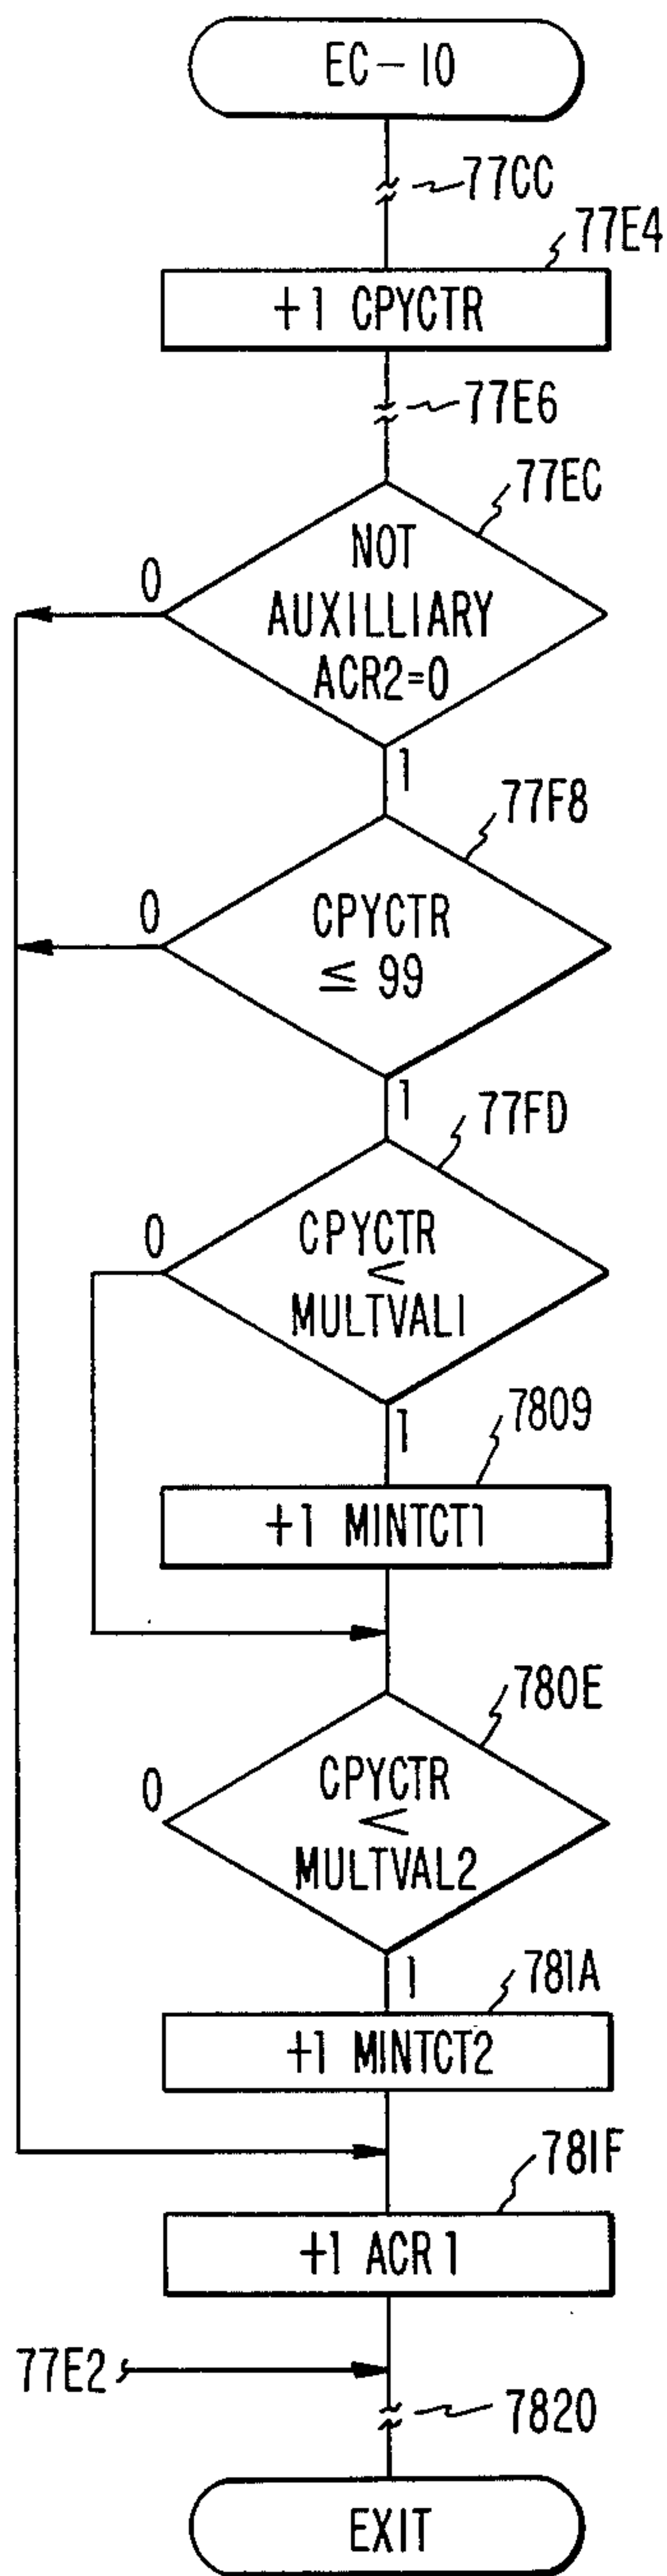 EC-10
77CC
77E4
+1 CPYCTR
77E6
77EC
NOT
AUXILLIARY
ACR2=0
0
1
77F8
CPYCTR
≤ 99
0
1
77FD
CPYCTR
<
MULTVAL1
0
1
7809
+1 MINTCT1
780E
CPYCTR
<
MULTVAL2
0
1
781A
+1 MINTCT2
781F
+1 ACR1
77E2
7820
EXIT